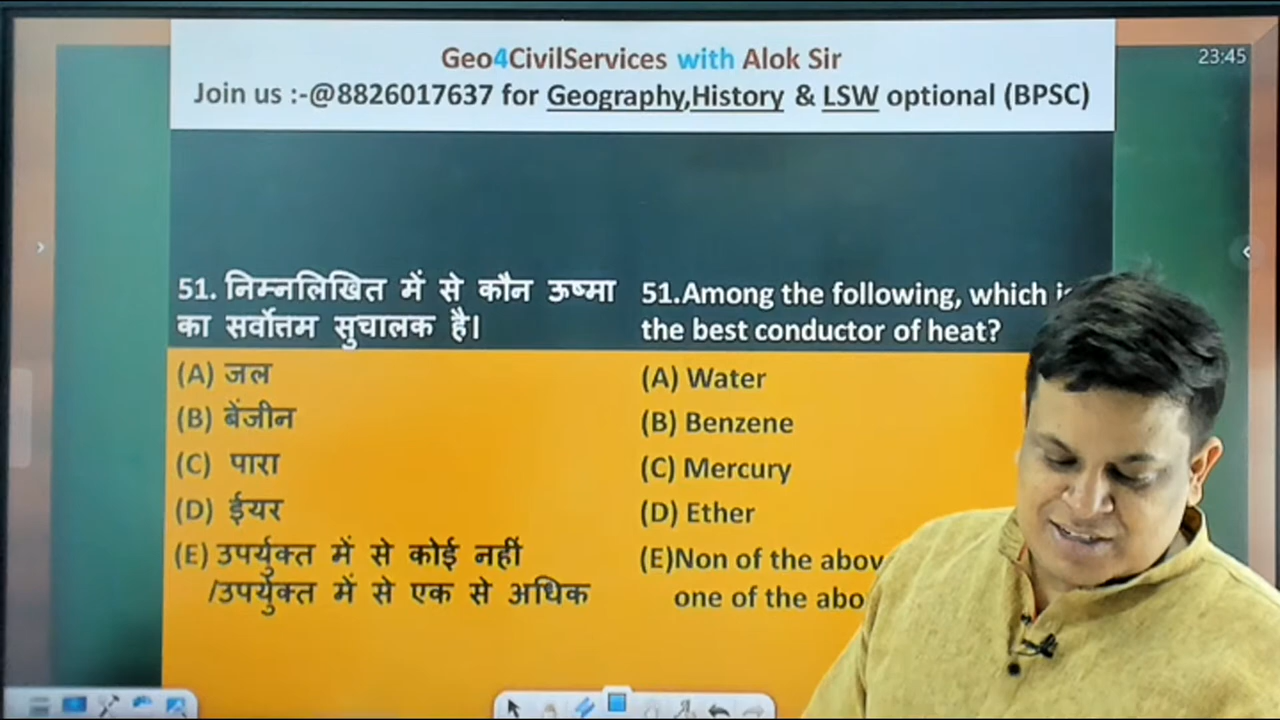 Geo4CivilServices with Alok Sir
Join us :-@8826017637 for Geography,History & LSW optional (BPSC)
23:45
51. निम्नलिखित में से कौन ऊष्मा
का सर्वोत्तम सुचालक है।
(A) जल
(B) बेंजीन
(C) पारा
(D) ईयर
(E) उपर्युक्त में से कोई नहीं
/उपर्युक्त में से एक से अधिक
51.Among the following, which
the best conductor of heat?
(A) Water
(B) Benzene
(C) Mercury
(D) Ether
(E)Non of the
one of the